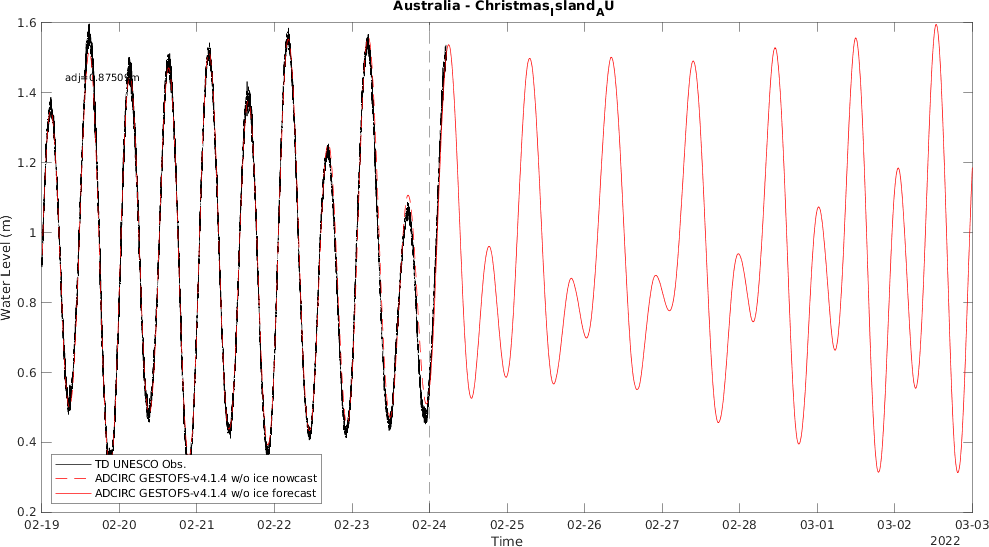 Australia - Christmas_Island_AU
1.6
1.4
1.2
1
0.8
0.6
0.4
0.2
Water Level (m)
adj=0.87509m
TD UNESCO Obs.
ADCIRC GESTOFS-v4.1.4 w/o ice nowcast
ADCIRC GESTOFS-v4.1.4 w/o ice forecast
02-19 02-20 02-21 02-22 02-23 02-24 02-25 02-26 02-27 02-28 03-01 03-02 03-03
Time
2022